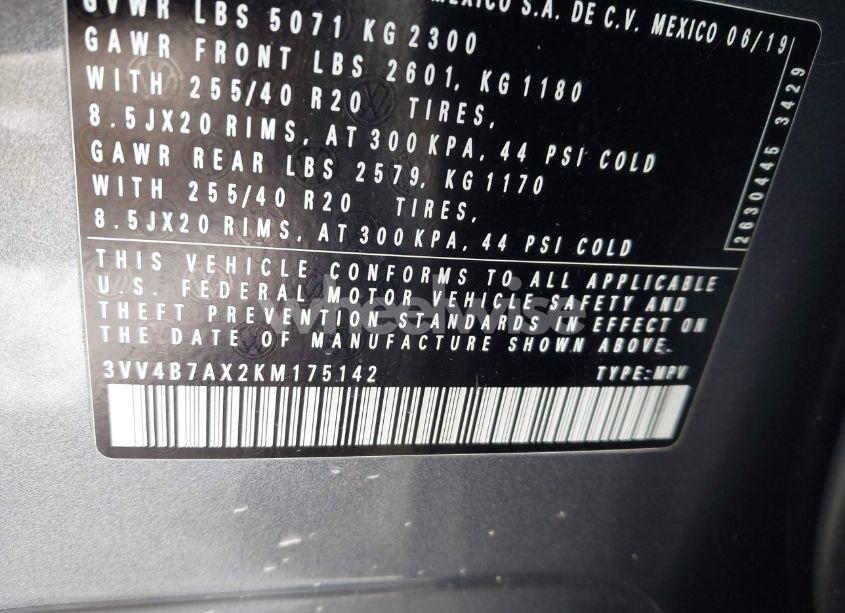 MEXICO S.A. DE C.V. MEXICO 06/19
GVWR LBS 5071 KG 2300
GAWR FRONT LBS 2601, KG 1180
WITH 255/40 R20 TIRES,
8.5JX20 RIMS, AT 300 KPA, 44 PSI COLD
GAWR REAR LBS 2579, KG 1170
WITH 255/40 R20 TIRES,
8.5JX20 RIMS, AT 300 KPA, 44 PSI COLD
2630445 3429
THIS VEHICLE CONFORMS TO ALL APPLICABLE
U.S. FEDERAL MOTOR VEHICLE SAFETY AND
THEFT PREVENTION STANDARDS IN EFFECT ON
THE DATE OF MANUFACTURE SHOWN ABOVE.
wheelwise
3VV4B7AX2KM175142 TYPE: MPV